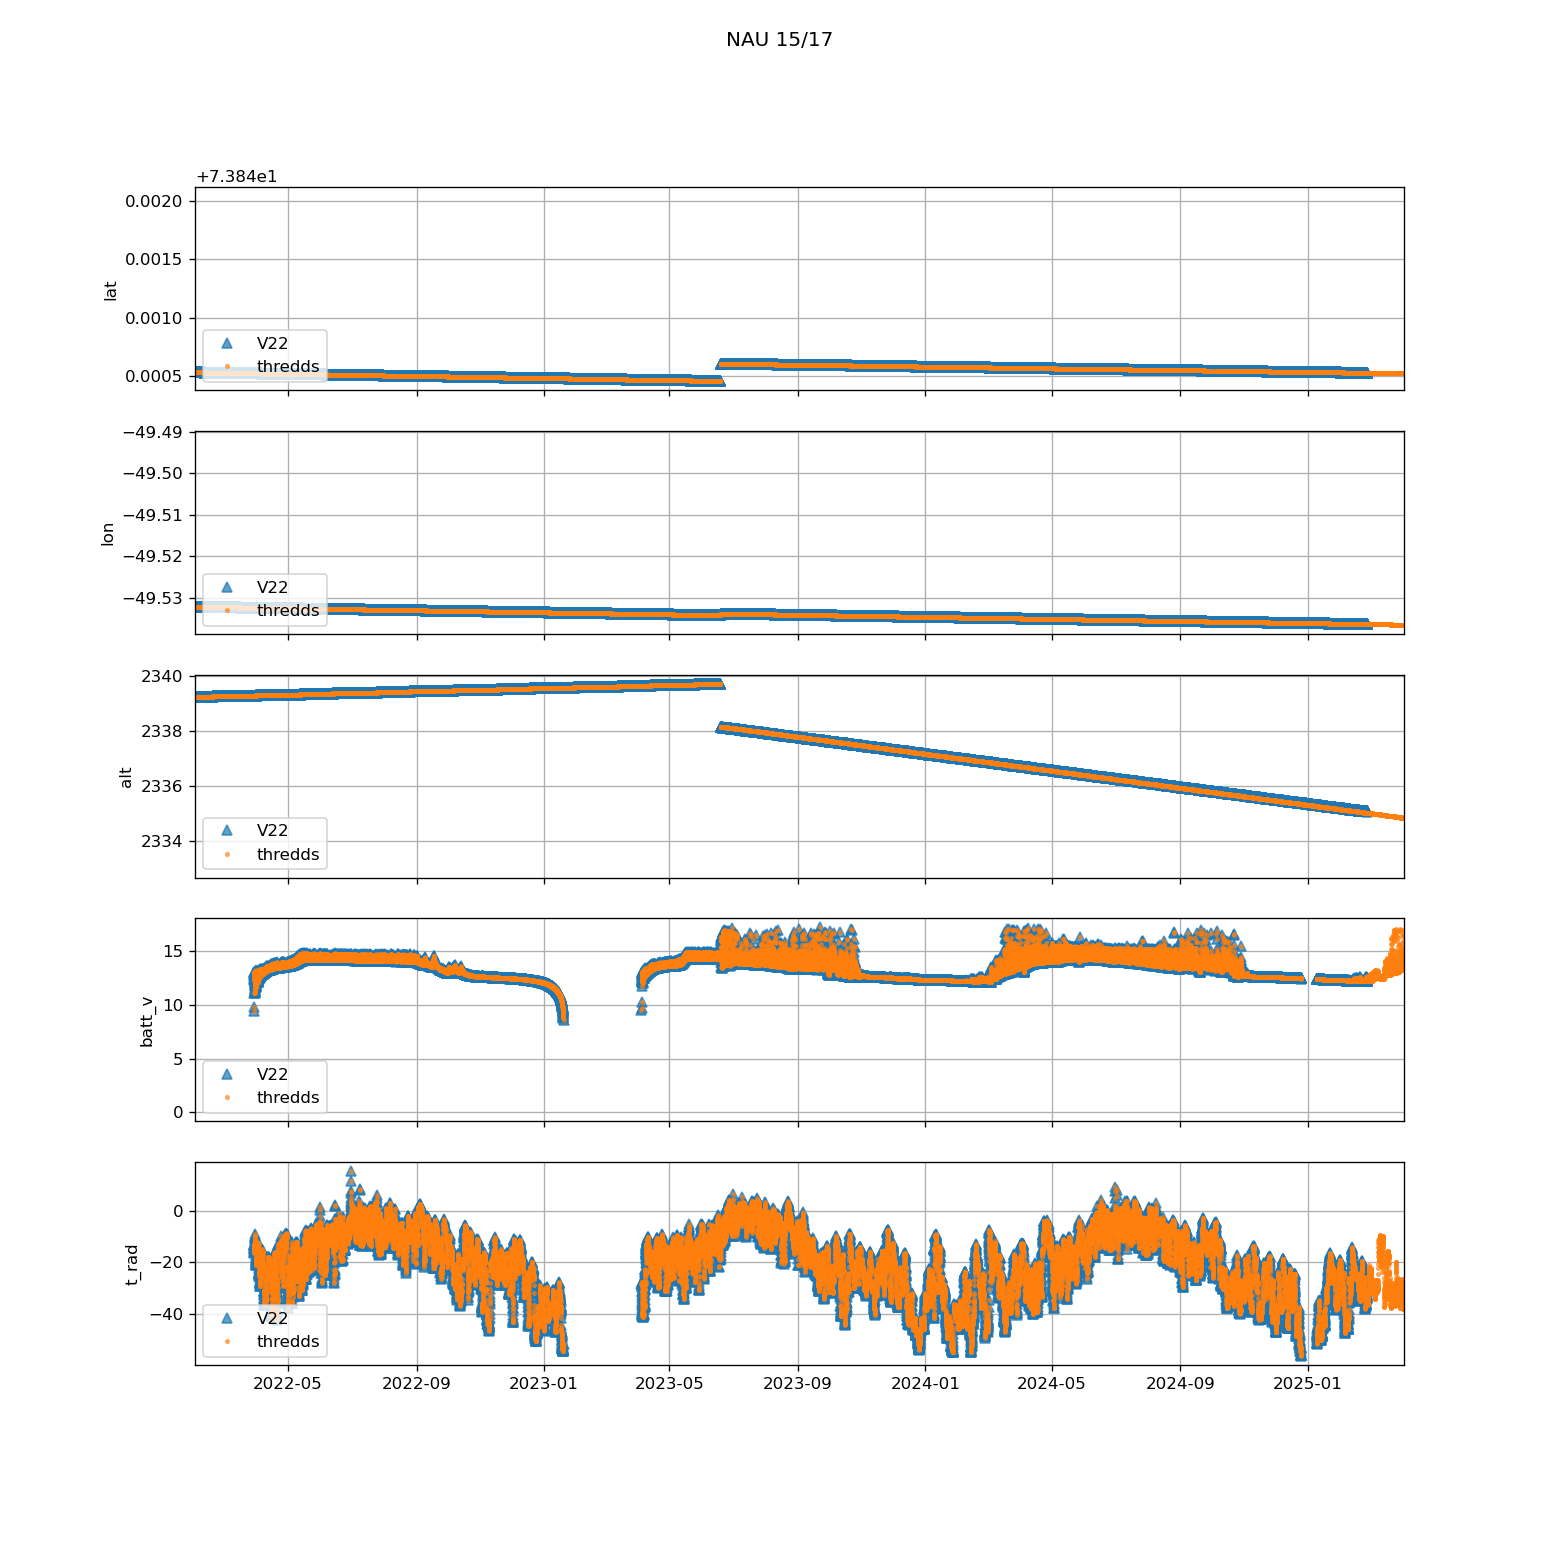 NAU 15/17
+7.384e1
0.0020
0.0015
0.0010
0.0005
lat
V22
thredds
−49.49
−49.50
−49.51
−49.52
−49.53
lon
V22
thredds
2340
2338
2336
2334
alt
V22
thredds
15
10
5
0
batt_v
V22
thredds
0
−20
−40
t_rad
V22
thredds
2022-05 2022-09 2023-01 2023-05 2023-09 2024-01 2024-05 2024-09 2025-01